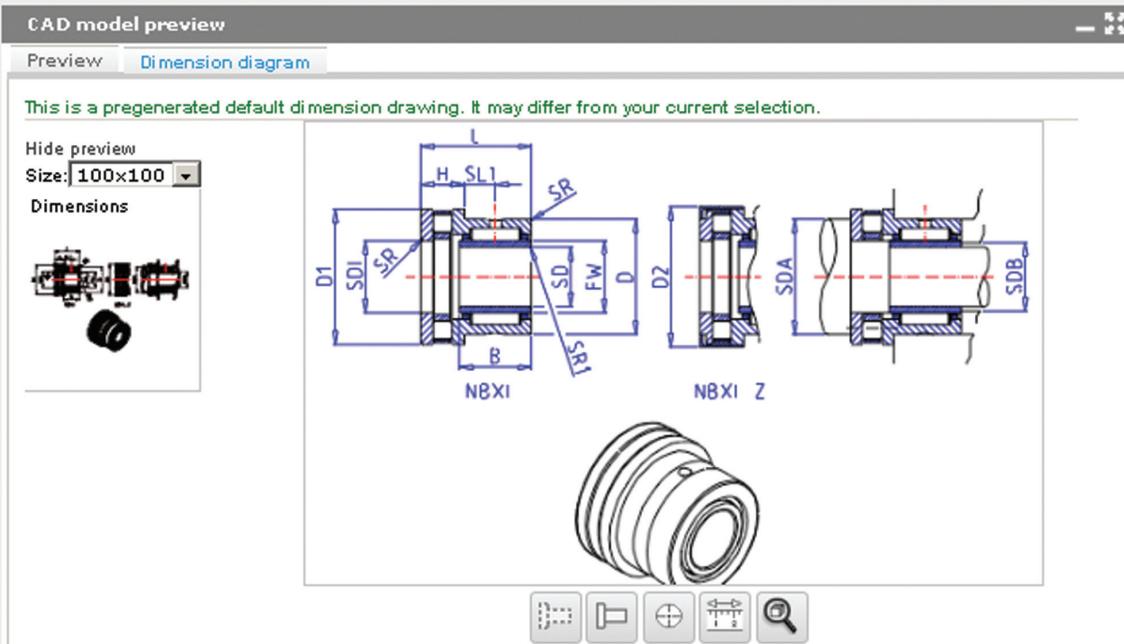 CAD model preview
Preview
Dimension diagram
This is a pregenerated default dimension drawing. It may differ from your current selection.
Hide preview
Size: 100x100
Dimensions
L
H SL1
SR
SR
D1
SDI
SD
FW
D
D2
SDA
SDB
B
SR1
NBXI
NBXI Z